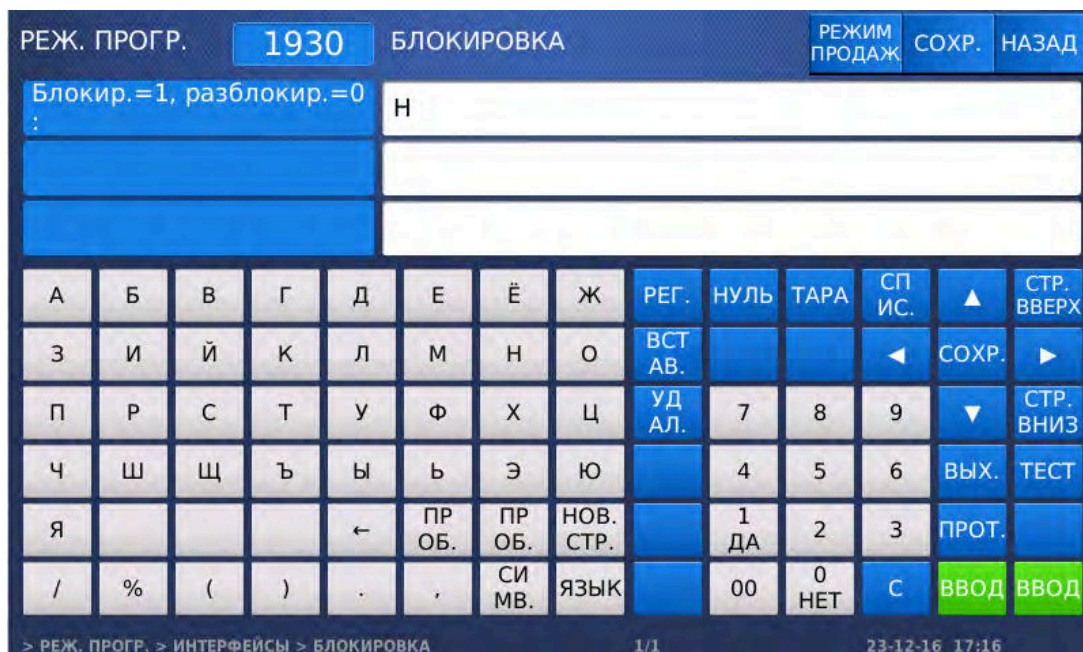 РЕЖ. ПРОГР. 1930 БЛОКИРОВКА РЕЖИМ ПРОДАЖ СОХР. НАЗАД
Блокир.=1, разблокир.=0 Н
:
А Б В Г Д Е Ё Ж РЕГ. НУЛЬ ТАРА СП ИС. ▲ СТР. ВВЕРХ
З И Й К Л М Н О ВСТ АВ. ◄ СОХР. ►
П Р С Т У Ф Х Ц УД АЛ. 7 8 9 ▼ СТР. ВНИЗ
Ч Ш Щ Ъ Ы Ь Э Ю 4 5 6 ВЫХ. ТЕСТ
Я ← ПР ОБ. ПР ОБ. НОВ. СТР. 1 ДА 2 3 ПРОТ.
/ % ( ) . , СИ МВ. ЯЗЫК 00 0 НЕТ С ВВОД ВВОД
> РЕЖ. ПРОГР. > ИНТЕРФЕЙСЫ > БЛОКИРОВКА 1/1 23-12-16 17:16